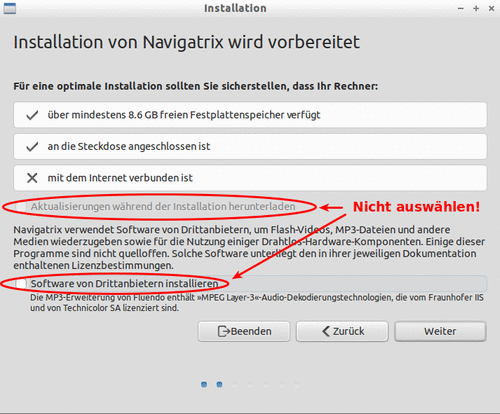 Installation
Installation von Navigatrix wird vorbereitet
Für eine optimale Installation sollten Sie sicherstellen, dass Ihr Rechner:
über mindestens 8.6 GB freien Festplattenspeicher verfügt
an die Steckdose angeschlossen ist
mit dem Internet verbunden ist
Aktualisierungen während der Installation herunterladen
Nicht auswählen!
Navigatrix verwendet Software von Drittanbietern, um Flash-Videos, MP3-Dateien und andere
Medien wiederzugeben sowie für die Nutzung einiger Drahtlos-Hardware-Komponenten. Einige dieser
Programme sind nicht quelloffen. Solche Software unterliegt den in ihrer jeweiligen Dokumentation
enthaltenen Lizenzbestimmungen.
Software von Drittanbietern installieren
Die MP3-Erweiterung von Fluendo enthält »MPEG Layer-3«-Audio-Dekodierungstechnologien, die vom Fraunhofer IIS
und von Technicolor SA lizenziert sind.
Beenden
Zurück
Weiter